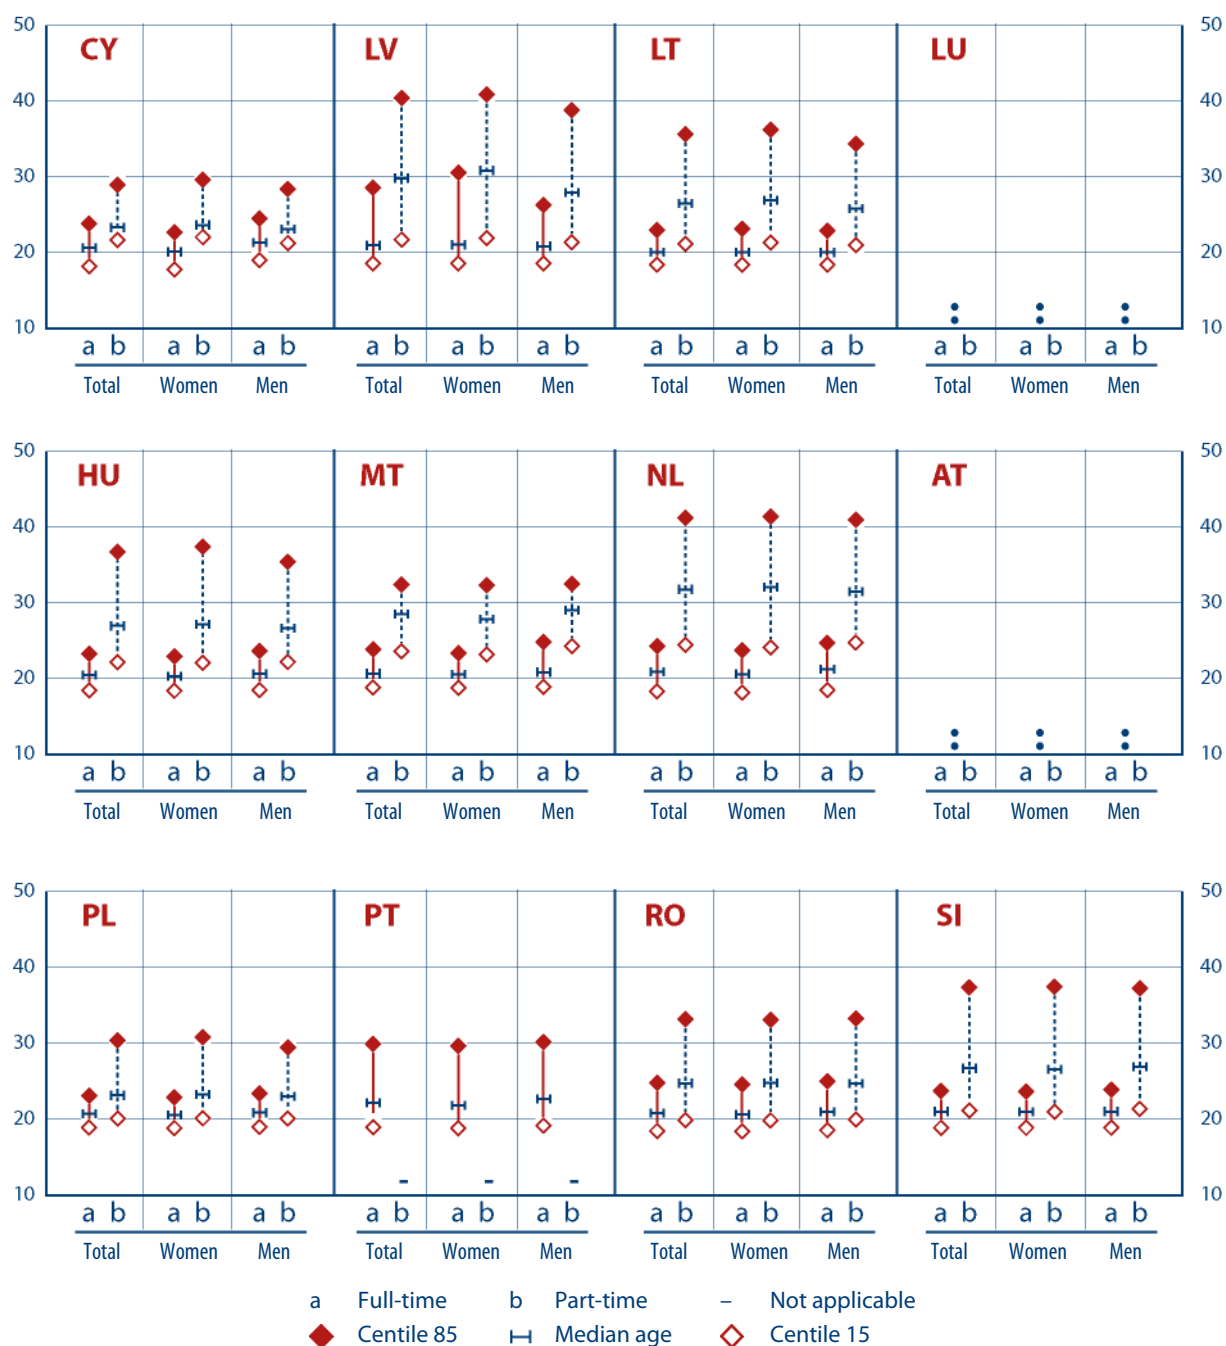 50 50
CY LV LT LU
40 40
30 30
20 20
10 10
a b a b a b a b a b a b a b a b a b a b a b a b
Total Women Men Total Women Men Total Women Men Total Women Men
50 50
HU MT NL AT
40 40
30 30
20 20
10 10
a b a b a b a b a b a b a b a b a b a b a b a b
Total Women Men Total Women Men Total Women Men Total Women Men
50 50
PL PT RO SI
40 40
30 30
20 20
– – –
10 10
a b a b a b a b a b a b a b a b a b a b a b a b
Total Women Men Total Women Men Total Women Men Total Women Men
a Full-time b Part-time – Not applicable
Centile 85 Median age Centile 15